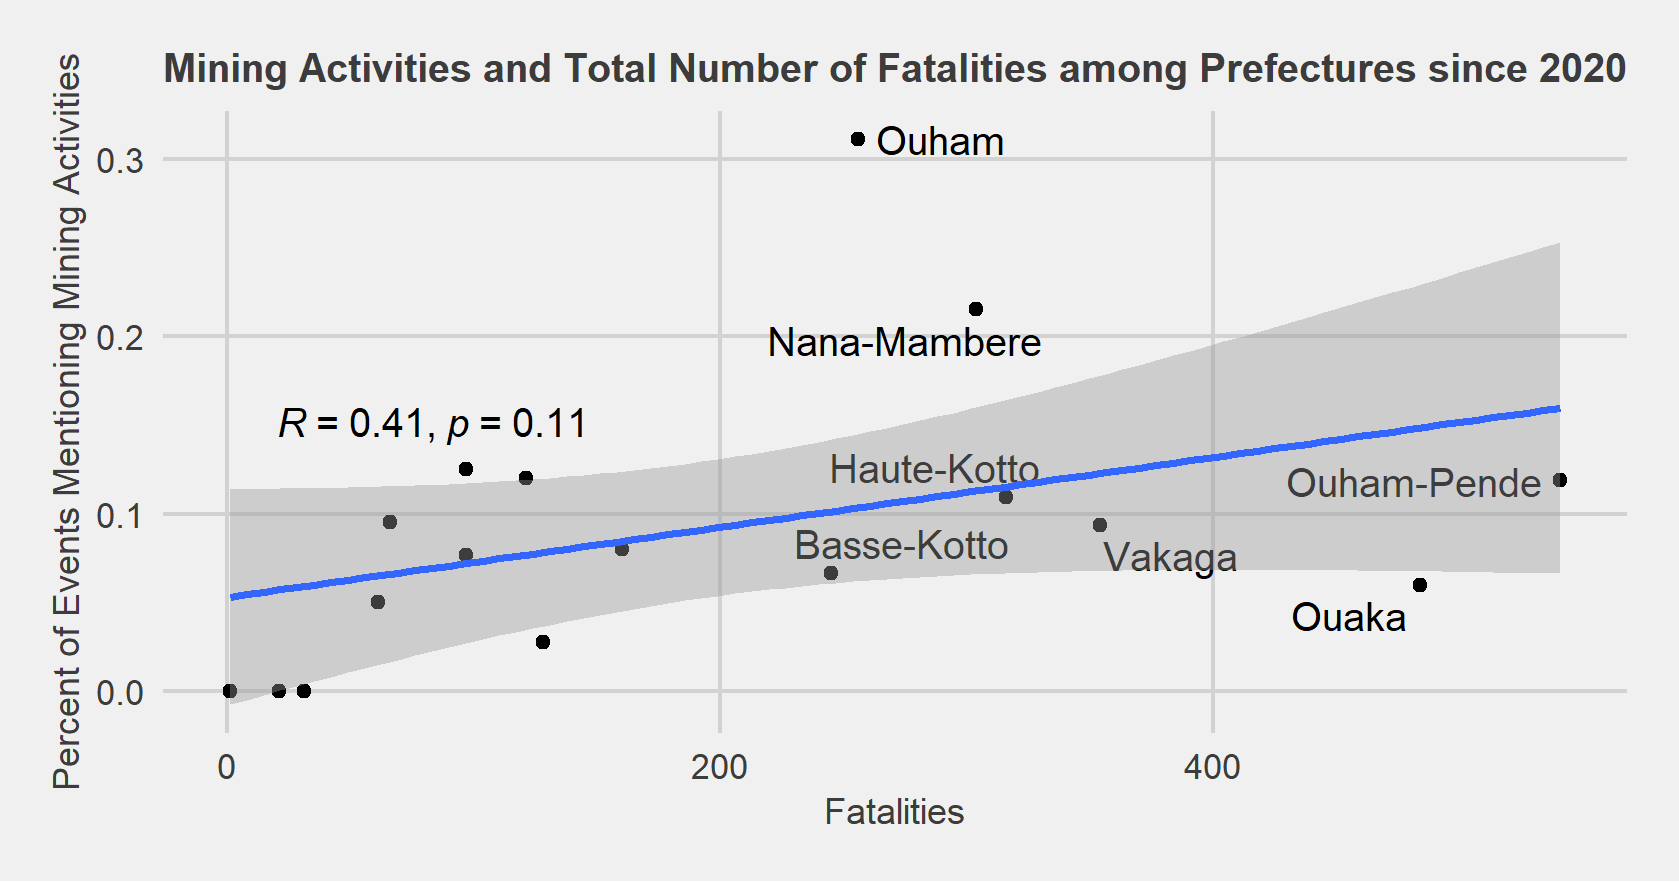 Mining Activities and Total Number of Fatalities among Prefectures since 2020
Percent of Events Mentioning Mining Activities
0.3
0.2
0.1
0.0
Ouham
Nana-Mambere
R = 0.41, p = 0.11
Haute-Kotto
Ouham-Pende
Basse-Kotto
Vakaga
Ouaka
0
200
400
Fatalities